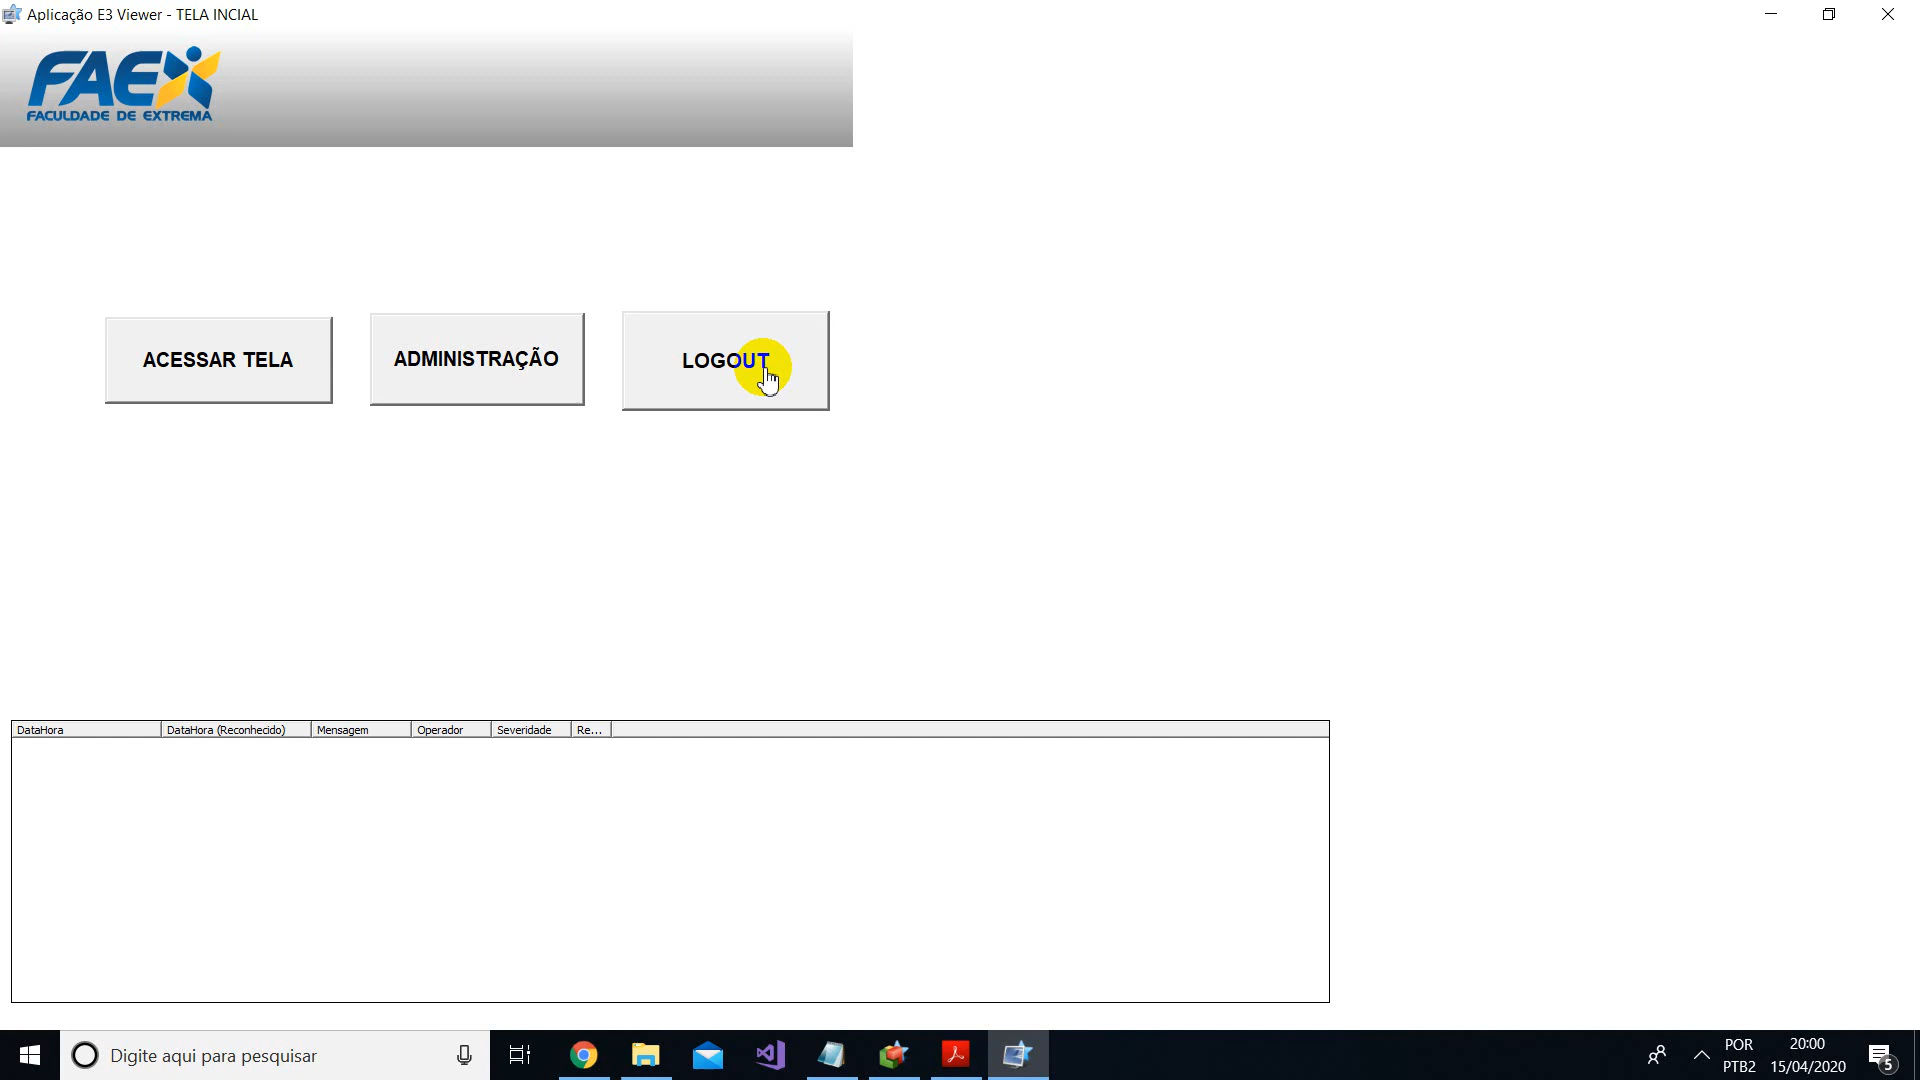 Aplicação E3 Viewer - TELA INCIAL
FAEX
FACULDADE DE EXTREMA
ACESSAR TELA
ADMINISTRAÇÃO
LOGOUT
DataHora
DataHora (Reconhecido)
Mensagem
Operador
Severidade
Re...
Digite aqui para pesquisar
POR
PTB2
20:00
15/04/2020
5